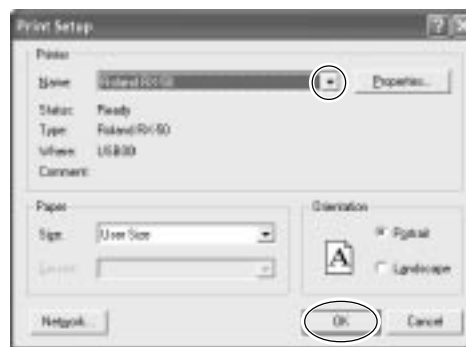 Print Setup
Printer
Name: Roland RX-50 Properties...
Status: Ready
Type: Roland RX-50
Where: USB001
Comment:
Paper Orientation
Size: User Size Portrait
A Landscape
Network... OK Cancel